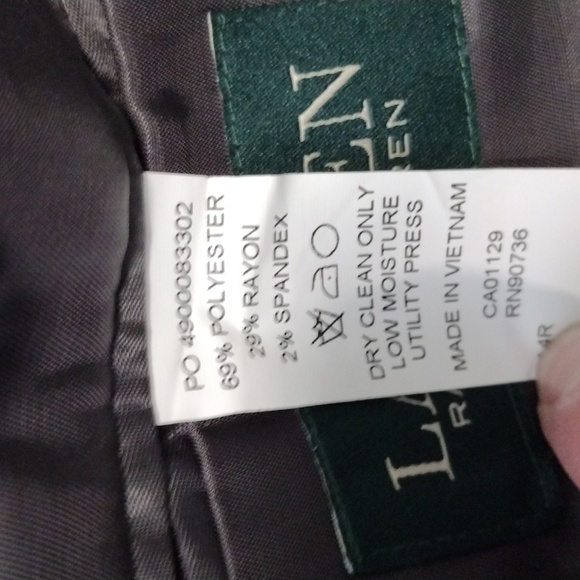 PO 4900083302
69% POLYESTER
29% RAYON
2% SPANDEX
DRY CLEAN ONLY
LOW MOISTURE
UTILITY PRESS
MADE IN VIETNAM
CA01129
RN90736
4R